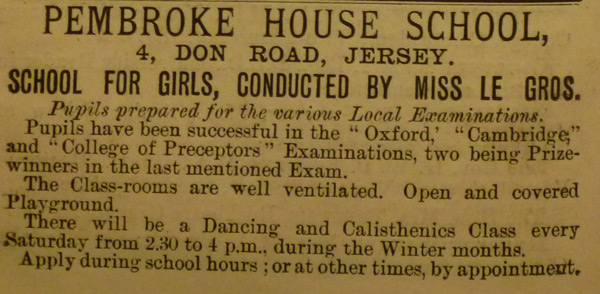 PEMBROKE HOUSE SCHOOL,
4, DON ROAD, JERSEY.
SCHOOL FOR GIRLS, CONDUCTED BY MISS LE GROS.
Pupils prepared for the various Local Examinations.
Pupils have been successful in the "Oxford,' "Cambridge,"
and "College of Preceptors" Examinations, two being Prize-
winners in the last mentioned Exam.
The Class-rooms are well ventilated. Open and covered
Playground.
There will be a Dancing and Calisthenics Class every
Saturday from 2.30 to 4 p.m., during the Winter months.
Apply during school hours ; or at other times, by appointment.